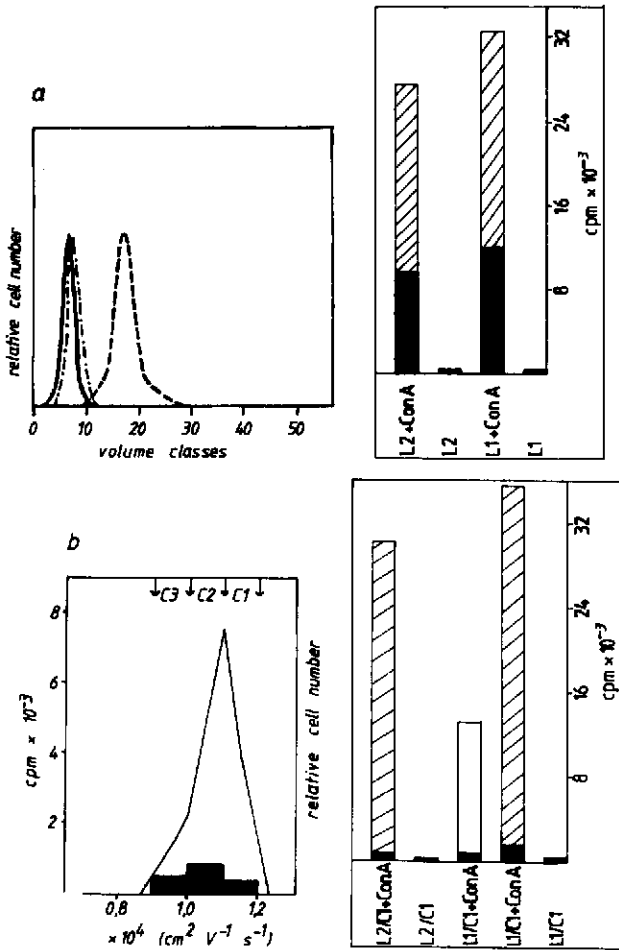 a
relative cell number
0 10 20 30 40 50
volume classes
32
24
16
8
cpm × 10⁻³
L2+Con A
L2
L1+Con A
L1
b
C3 C2 C1
8
6
4
2
cpm × 10⁻³
relative cell number
0,8 1,0 1,2
×10⁴ (cm² V⁻¹ s⁻¹)
32
24
16
8
cpm × 10⁻³
L2/C1+ConA
L2/C1
L1/C1+ConA
L1/C1+ConA
L1/C1